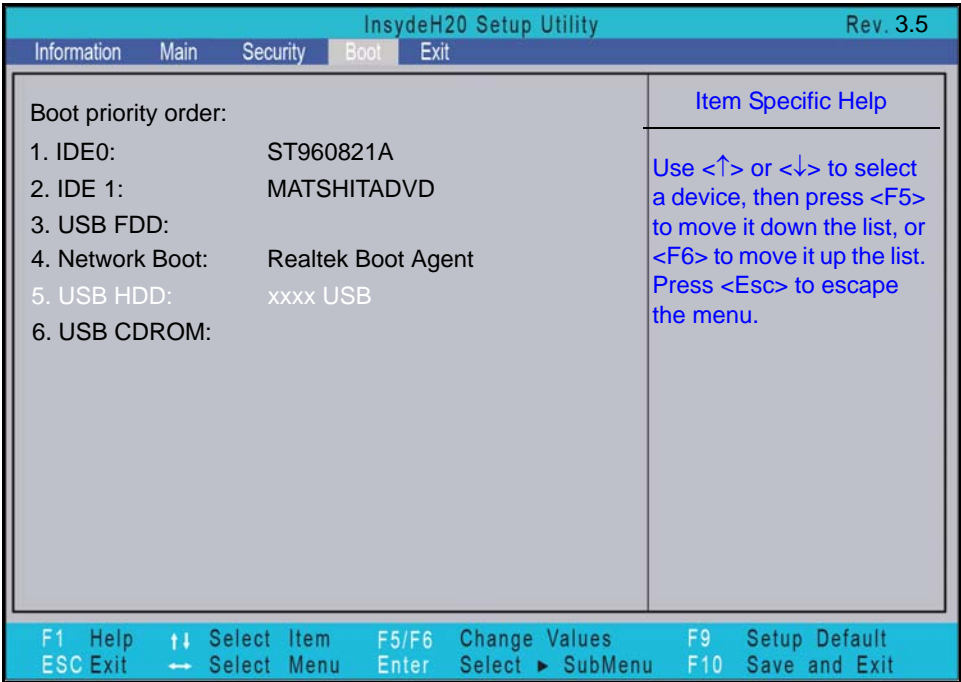 InsydeH20 Setup Utility Rev. 3.5
Information Main Security Boot Exit
Boot priority order:
1. IDE0: ST960821A
2. IDE 1: MATSHITADVD
3. USB FDD:
4. Network Boot: Realtek Boot Agent
5. USB HDD: xxxx USB
6. USB CDROM:
Item Specific Help
Use <↑> or <↓> to select
a device, then press <F5>
to move it down the list, or
<F6> to move it up the list.
Press <Esc> to escape
the menu.
F1 Help ↑↓ Select Item F5/F6 Change Values F9 Setup Default
ESC Exit ↔ Select Menu Enter Select ► SubMenu F10 Save and Exit